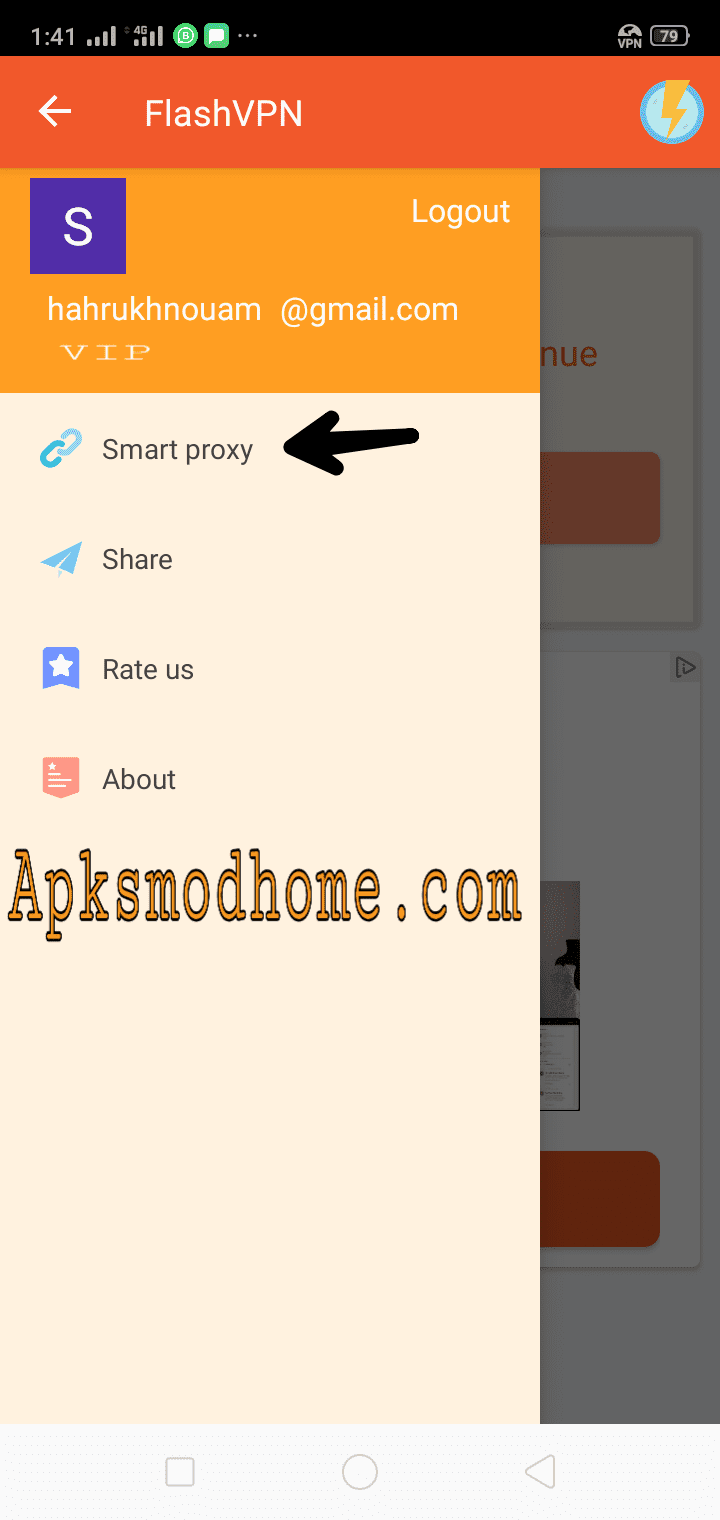 1:41 4G VPN 79
FlashVPN
S
Logout
hahrukhnouam @gmail.com
VIP
nue
Smart proxy
Share
Rate us
About
Apksmodhome.com